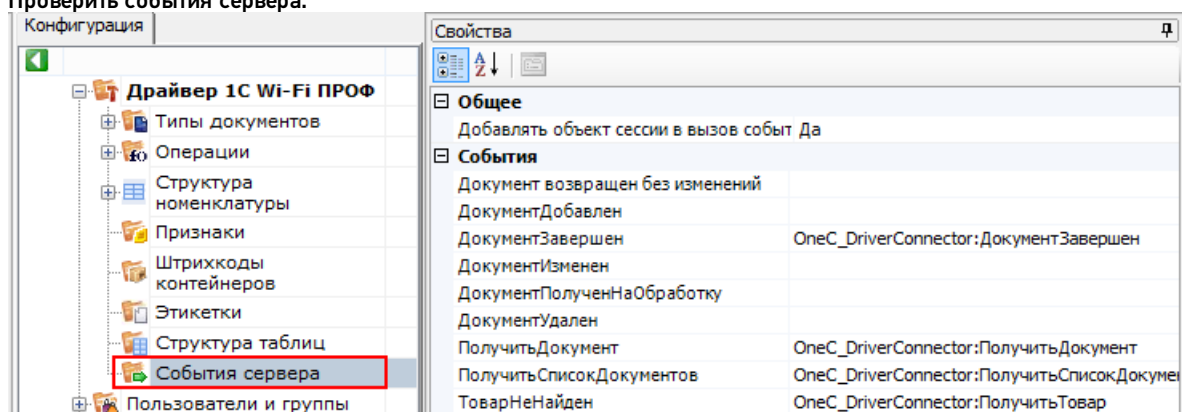 Проверить события сервера.
Конфигурация
Драйвер 1С Wi-Fi ПРОФ
Типы документов
Операции
Структура
номенклатуры
Признаки
Штрихкоды
контейнеров
Этикетки
Структура таблиц
События сервера
Пользователи и группы
Свойства
Общее
Добавлять объект сессии в вызов событ Да
События
Документ возвращен без изменений
ДокументДобавлен
ДокументЗавершен OneC_DriverConnector:ДокументЗавершен
ДокументИзменен
ДокументПолученНаОбработку
ДокументУдален
ПолучитьДокумент OneC_DriverConnector:ПолучитьДокумент
ПолучитьСписокДокументов OneC_DriverConnector:ПолучитьСписокДокумен
ТоварНеНайден OneC_DriverConnector:ПолучитьТовар